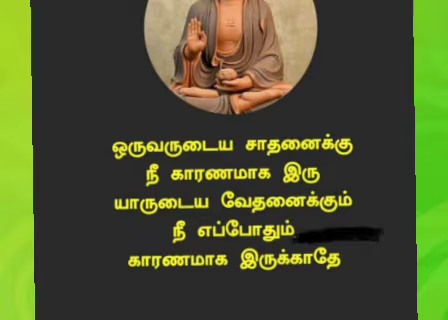 ஒருவருடைய சாதனைக்கு
நீ காரணமாக இரு
யாருடைய வேதனைக்கும்
நீ எப்போதும்
காரணமாக இருக்காதே